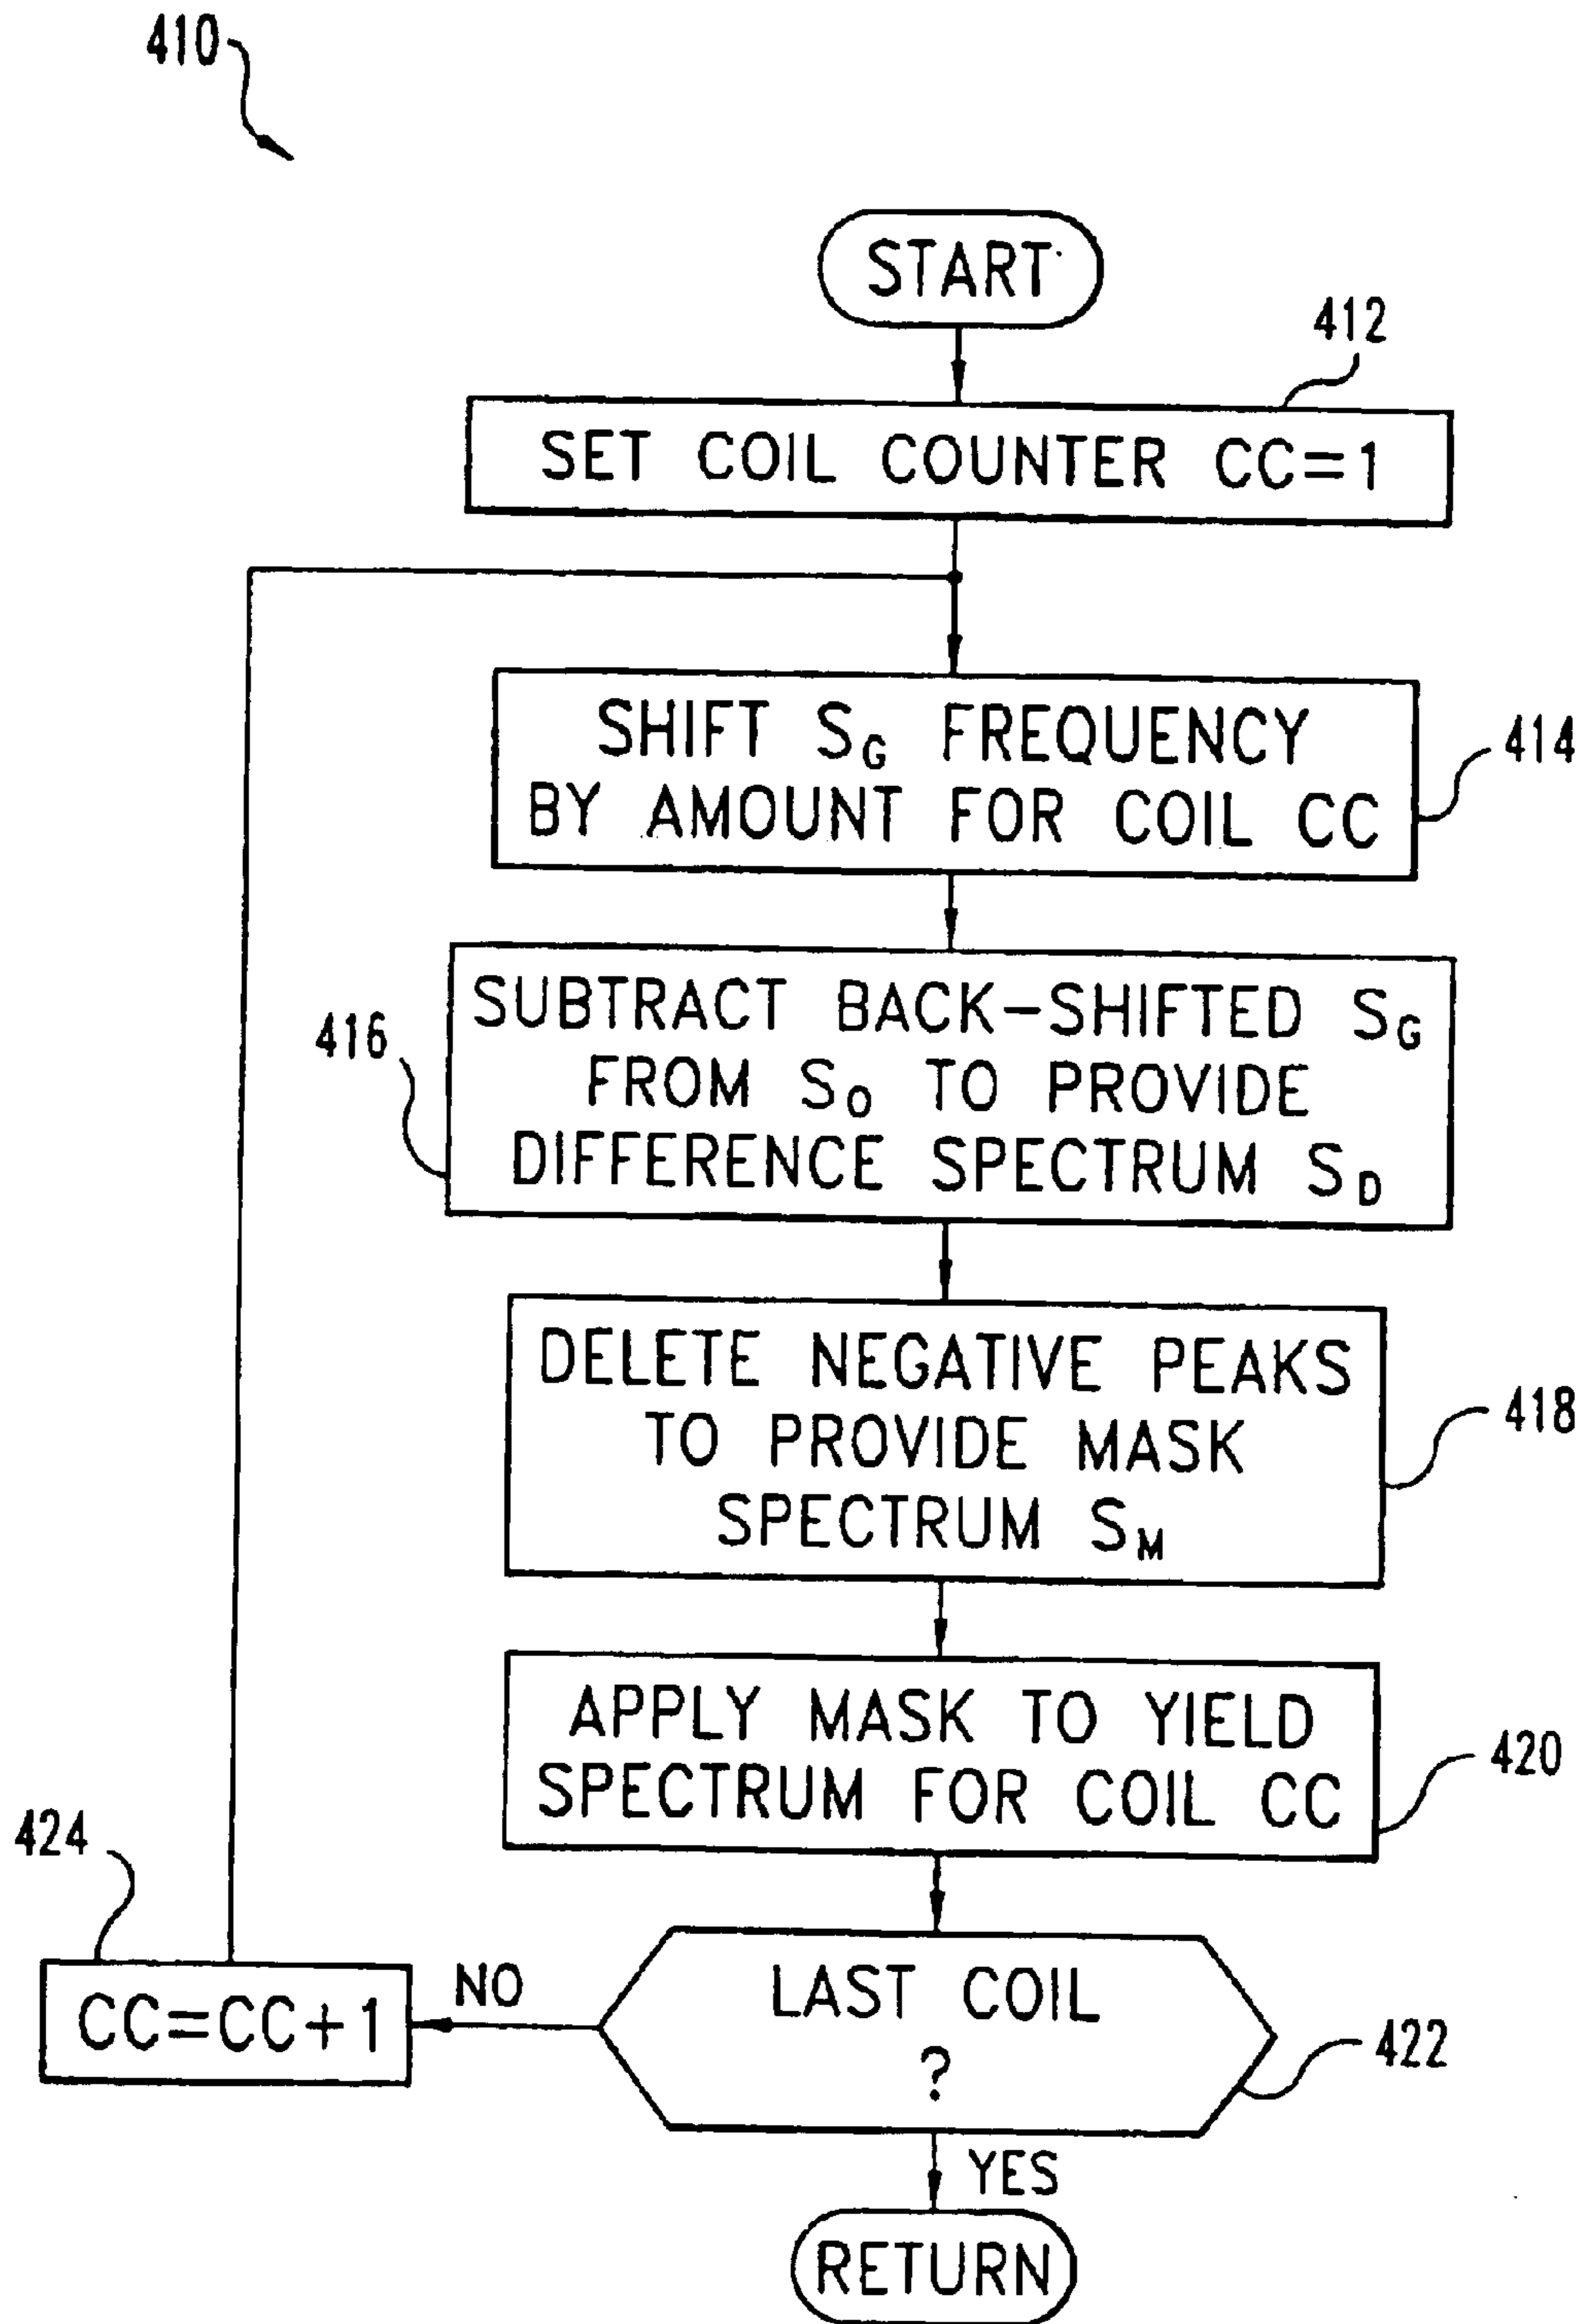 410
START
412
SET COIL COUNTER CC=1
SHIFT SG FREQUENCY
BY AMOUNT FOR COIL CC
414
SUBTRACT BACK-SHIFTED SG
FROM SO TO PROVIDE
DIFFERENCE SPECTRUM SD
416
DELETE NEGATIVE PEAKS
TO PROVIDE MASK
SPECTRUM SM
418
APPLY MASK TO YIELD
SPECTRUM FOR COIL CC
420
424
CC=CC+1
NO
LAST COIL
?
422
YES
RETURN